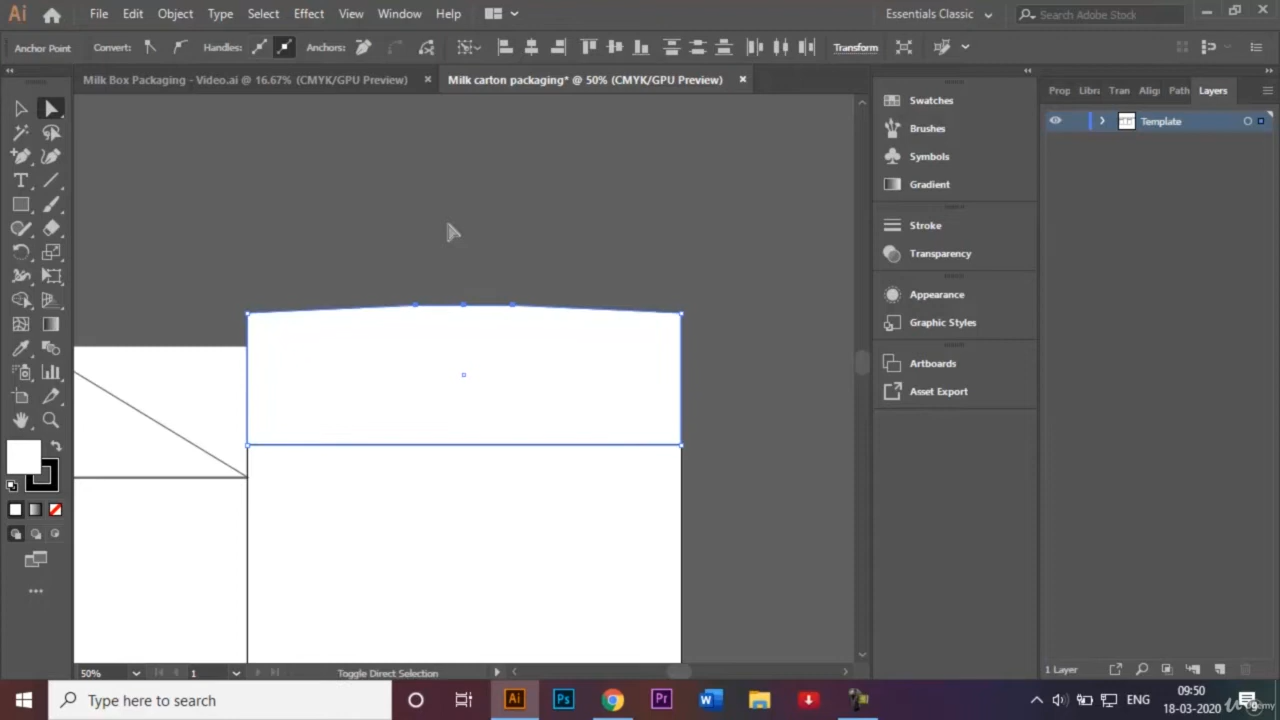 Ai
File Edit Object Type Select Effect View Window Help
Essentials Classic
Search Adobe Stock
Anchor Point
Convert:
Handles:
Anchors:
Transform
Milk Box Packaging - Video.ai @ 16.67% (CMYK/GPU Preview)
Milk carton packaging* @ 50% (CMYK/GPU Preview)
Prop
Libra
Tran
Align
Path
Layers
Swatches
Brushes
Symbols
Gradient
Stroke
Transparency
Appearance
Graphic Styles
Artboards
Asset Export
Template
50%
1
Toggle Direct Selection
1 Layer
Type here to search
Ai
Ps
Pr
W
ENG
09:50
18-03-2020